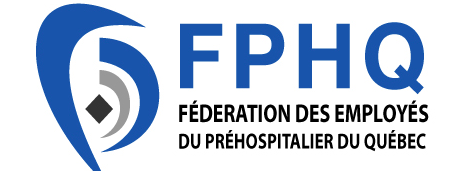 FPHQ
FÉDERATION DES EMPLOYÉS
DU PRÉHOSPITALIER DU QUÉBEC